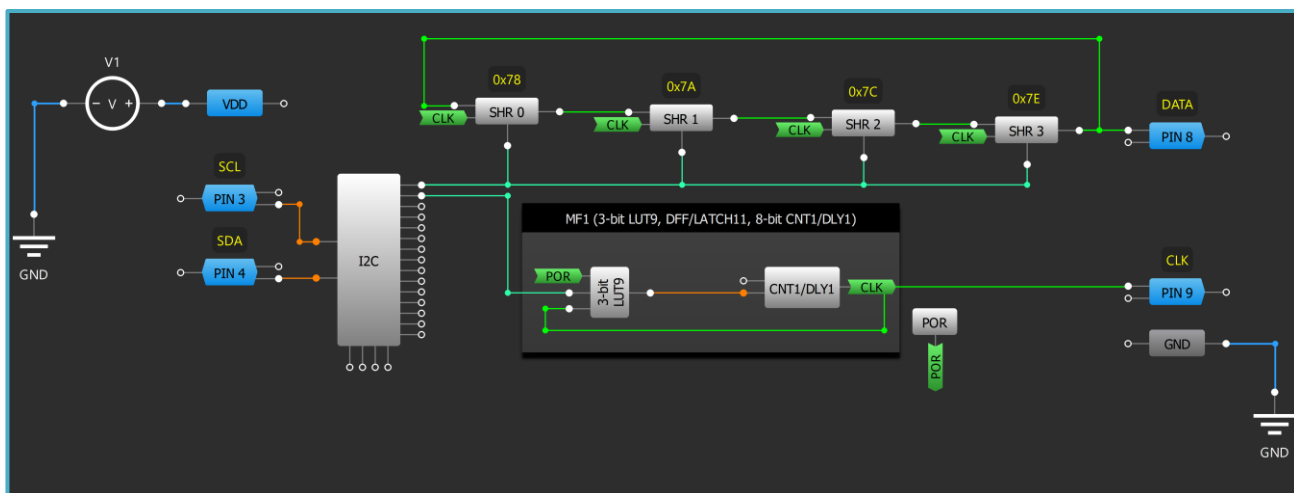 V1
− V +
VDD
GND
SCL
PIN 3
SDA
PIN 4
I2C
0x78
SHR 0
CLK
0x7A
SHR 1
CLK
0x7C
SHR 2
CLK
0x7E
SHR 3
CLK
DATA
PIN 8
MF1 (3-bit LUT9, DFF/LATCH11, 8-bit CNT1/DLY1)
POR
3-bit
LUT9
CNT1/DLY1
CLK
POR
POR
CLK
PIN 9
GND
GND